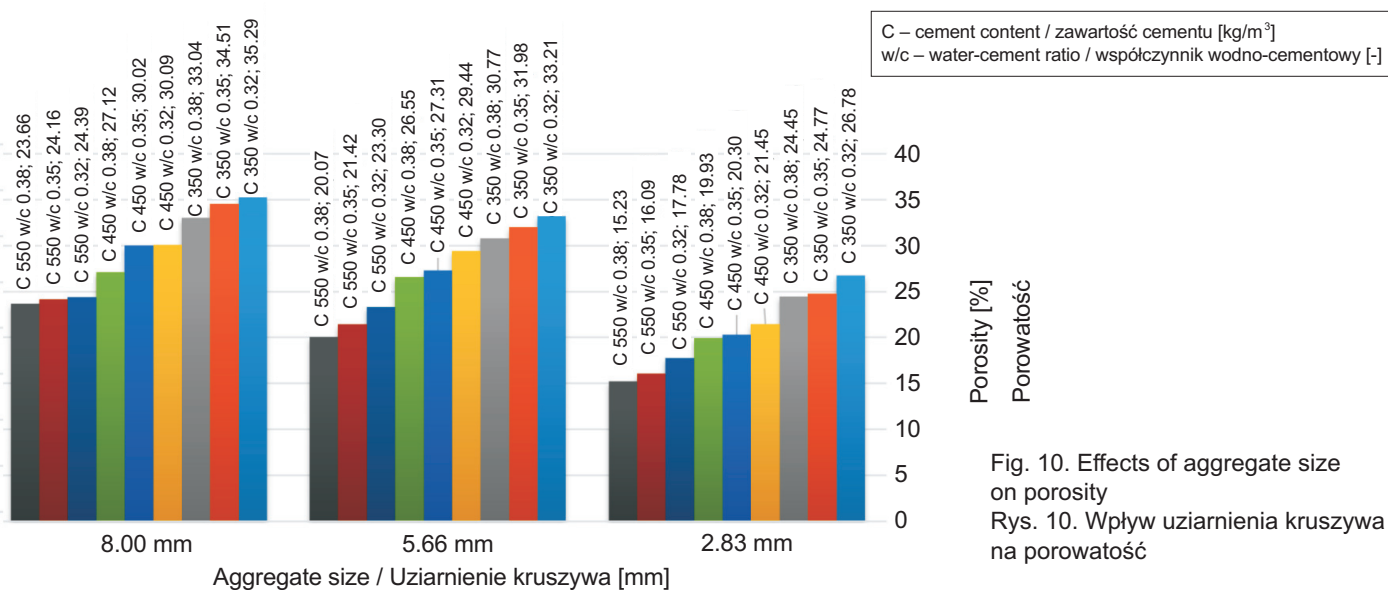 C 550 w/c 0.38; 23.66
C 550 w/c 0.35; 24.16
C 550 w/c 0.32; 24.39
C 450 w/c 0.38; 27.12
C 450 w/c 0.35; 30.02
C 450 w/c 0.32; 30.09
C 350 w/c 0.38; 33.04
C 350 w/c 0.35; 34.51
C 350 w/c 0.32; 35.29
C 550 w/c 0.38; 20.07
C 550 w/c 0.35; 21.42
C 550 w/c 0.32; 23.30
C 450 w/c 0.38; 26.55
C 450 w/c 0.35; 27.31
C 450 w/c 0.32; 29.44
C 350 w/c 0.38; 30.77
C 350 w/c 0.35; 31.98
C 350 w/c 0.32; 33.21
C 550 w/c 0.38; 15.23
C 550 w/c 0.35; 16.09
C 550 w/c 0.32; 17.78
C 450 w/c 0.38; 19.93
C 450 w/c 0.35; 20.30
C 450 w/c 0.32; 21.45
C 350 w/c 0.38; 24.45
C 350 w/c 0.35; 24.77
C 350 w/c 0.32; 26.78
C – cement content / zawartość cementu [kg/m³]
w/c – water-cement ratio / współczynnik wodno-cementowy [-]
40
35
30
25
20
15
10
5
0
Porosity [%]
Porowatość
8.00 mm
5.66 mm
2.83 mm
Aggregate size / Uziarnienie kruszywa [mm]
Fig. 10. Effects of aggregate size
on porosity
Rys. 10. Wpływ uziarnienia kruszywa
na porowatość